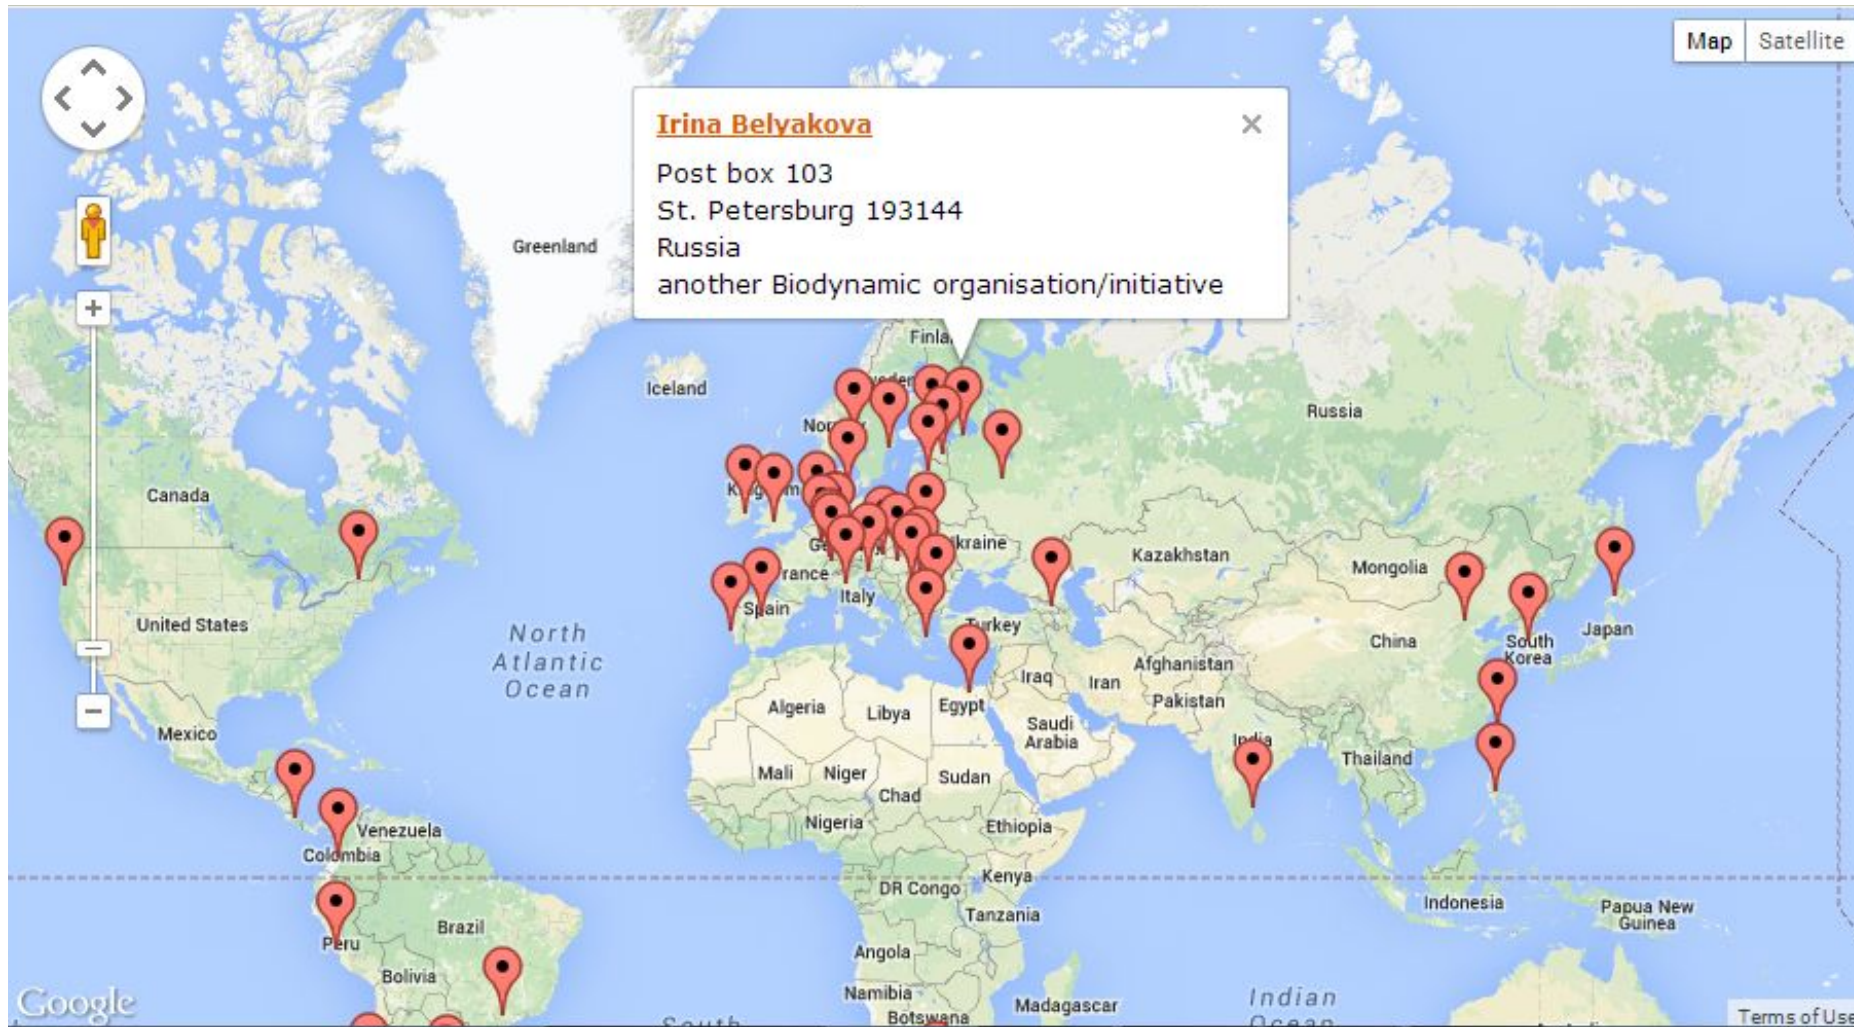 Map Satellite
Irina Belyakova
Post box 103
St. Petersburg 193144
Russia
another Biodynamic organisation/initiative
Greenland
Iceland
Russia
Canada
Kazakhstan
Mongolia
France
Spain
Italy
United States
Turkey
China
South
Korea
Japan
North
Atlantic
Ocean
Afghanistan
Iraq
Iran
Pakistan
Algeria
Libya
Egypt
Saudi
Arabia
Mexico
India
Thailand
Mali
Niger
Sudan
Chad
Nigeria
Ethiopia
Venezuela
Colombia
DR Congo
Kenya
Tanzania
Indonesia
Papua New
Guinea
Brazil
Peru
Angola
Bolivia
Namibia
Madagascar
Botswana
Indian
Ocean
South
Google
Terms of Use